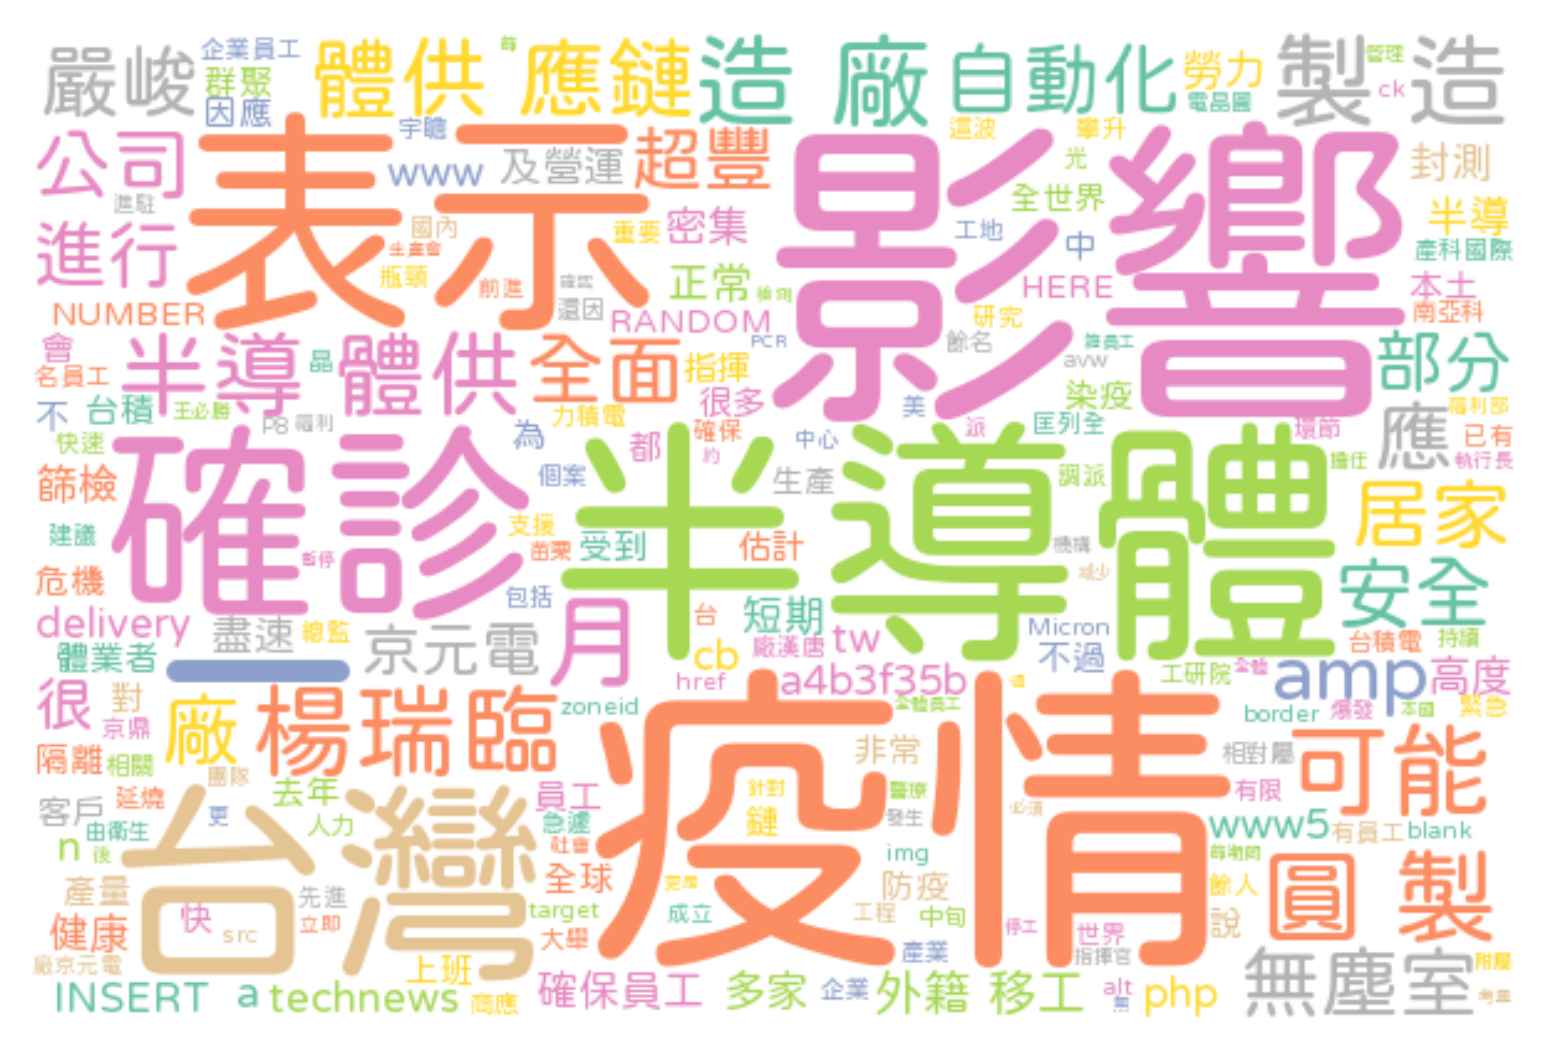 嚴峻 企業員工 體供 應鏈 造 廠 自動化 勞力 製造 管理
群聚 電晶圓 ck
因應 宇瞻 這波 攀升
公司 表示 www 及營運 超豐 影響 光 封測
進駐 全世界
進行 國內 重要 密集 工地 中 半導
生產會 產科國際
瓶頸 前進 正常 HERE 本土
NUMBER 還因 RANDOM 研究 南亞科
會 半導 體供 全面 PCR 餘名 部分
晶 指揮 avw
名員工 很多 染疫
不 台積 王必勝 力積電 美 應 福利部
P8 福利 為 確保 中心 派 匡列全 環節 已有
快速 確診 都 約 半導體 擔任 執行長
篩檢 個案 生產 調派 居家
建議 支援 受到 估計 機構
苗栗
危機 暫停 減少 安全
包括 月 台 短期
delivery 盡速 總監 京元電 廠漢唐 tw Micron 台積電 持續
體業者 cb 不過
一 href a4b3f35b 工研院 全體 amp 高度
很 對 廠 楊瑞臨 zoneid 疫情 全體員工 border 爆發 本國 緊急
京鼎
隔離 相關 團隊 非常 相對屬 可能
客戶 延燒 去年 員工 針對 醫療 必須 有限
由衛生 更 人力 急遽 鏈 發生 www5 有員工 blank
n 後 台灣 社會 img
產量 先進 全球 更是 防疫 餘人 圓 製
快 target 成立 工程 中旬 說
健康 src 立即 大舉 停工 世界
廠京元電 上班 產業 指揮官 無塵室 附屬
INSERT a technews 商應 確保員工 多家 企業 外籍 移工 alt php